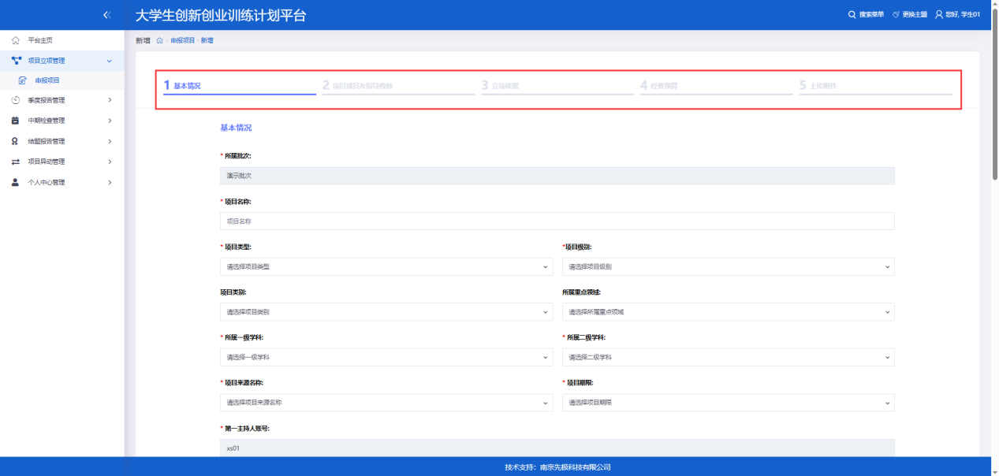 大学生创新创业训练计划平台
搜索菜单 更换主题 您好, 学生01
平台主页
项目立项管理
申报项目
季度报告管理
中期检查管理
结题报告管理
项目异动管理
个人中心管理
新增 申报项目 新增
1 基本情况 2 项目成员&指导教师 3 立项依据 4 经费预算 5 上传附件
基本情况
* 所属批次:
演示批次
* 项目名称:
项目名称
* 项目类型: *项目级别:
请选择项目类型 请选择项目级别
项目类别: 所属重点领域:
请选择项目类别 请选择所属重点领域
* 所属一级学科: * 所属二级学科:
请选择一级学科 请选择二级学科
* 项目来源名称: * 项目期限:
请选择项目来源名称 请选择项目期限
* 第一主持人账号:
xs01
技术支持：南京先极科技有限公司